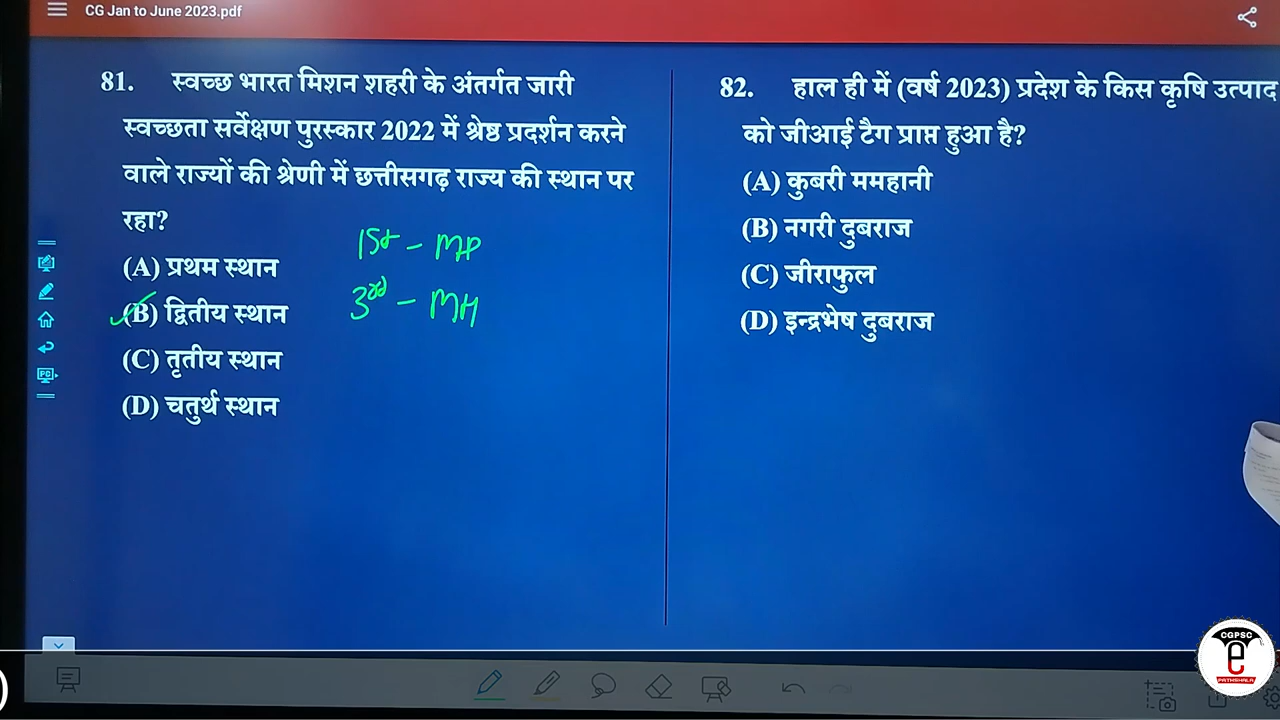 CG Jan to June 2023.pdf
81. स्वच्छ भारत मिशन शहरी के अंतर्गत जारी
स्वच्छता सर्वेक्षण पुरस्कार 2022 में श्रेष्ठ प्रदर्शन करने
वाले राज्यों की श्रेणी में छत्तीसगढ़ राज्य की स्थान पर
रहा?
(A) प्रथम स्थान
(B) द्वितीय स्थान
(C) तृतीय स्थान
(D) चतुर्थ स्थान
1st - MP
3rd - MH
82. हाल ही में (वर्ष 2023) प्रदेश के किस कृषि उत्पाद
को जीआई टैग प्राप्त हुआ है?
(A) कुबरी ममहानी
(B) नगरी दुबराज
(C) जीराफुल
(D) इन्द्रभेष दुबराज
CGPSC
e
PATHSHALA